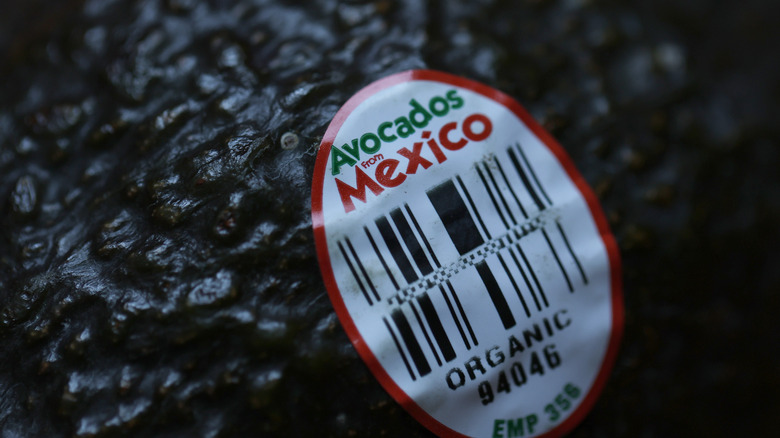 Avocados
from
Mexico
ORGANIC
94046
EMP 356